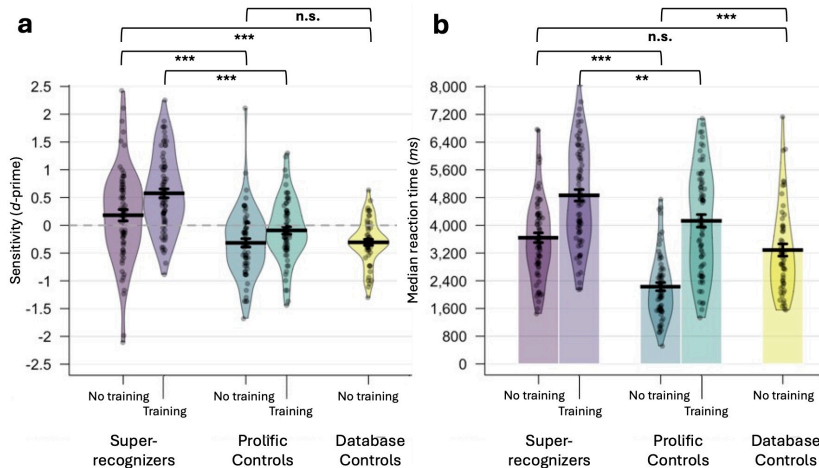 a
n.s.
***
***
***
Sensitivity (d-prime)
2.5
2
1.5
1
0.5
0
0.5
-1
-1.5
-2
-2.5
No training
Training
No training
Training
No training
Super-
recognizers
Prolific
Controls
Database
Controls
b
***
n.s.
***
**
Median reaction time (ms)
8,000
7,200
6,400
5,600
4,800
4,000
3,200
2,400
1,600
800
0
No training
Training
No training
Training
No training
Super-
recognizers
Prolific
Controls
Database
Controls